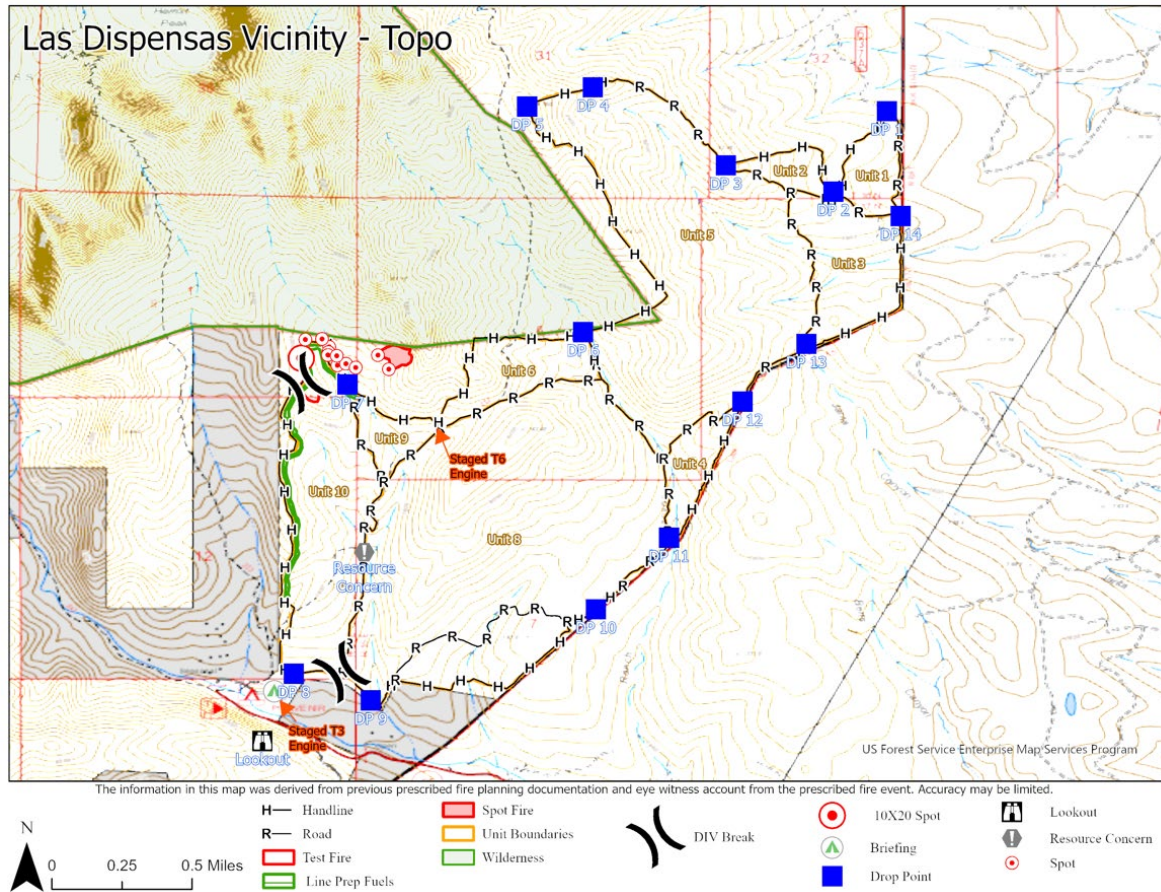 Las Dispensas Vicinity - Topo
31
32
DP 5
DP 4
DP 1
DP 3
Unit 2
Unit 1
DP 2
DP 14
Unit 5
Unit 3
DP 6
DP 13
Unit 6
DP 12
Unit 9
Staged T6
Engine
Unit 4
Unit 10
12
Unit 8
Resource
Concern
DP 11
DP 10
7
DP 8
DP 9
Staged T3
Engine
Lookout
Canyon
US Forest Service Enterprise Map Services Program
The information in this map was derived from previous prescribed fire planning documentation and eye witness account from the prescribed fire event. Accuracy may be limited.
N
0 0.25 0.5 Miles
H Handline
R Road
Test Fire
Line Prep Fuels
Spot Fire
Unit Boundaries
Wilderness
DIV Break
10X20 Spot
Briefing
Drop Point
Lookout
Resource Concern
Spot